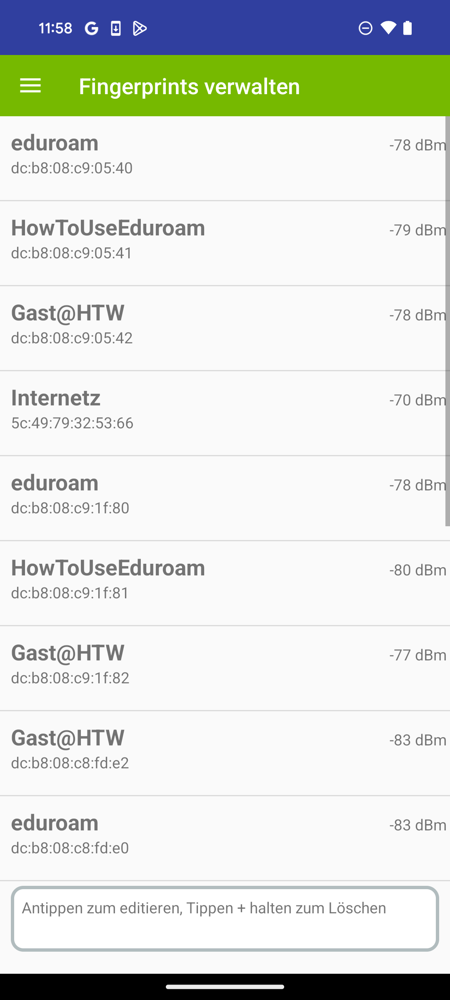 11:58
Fingerprints verwalten
eduroam -78 dBm
dc:b8:08:c9:05:40
HowToUseEduroam -79 dBm
dc:b8:08:c9:05:41
Gast@HTW -78 dBm
dc:b8:08:c9:05:42
Internetz -70 dBm
5c:49:79:32:53:66
eduroam -78 dBm
dc:b8:08:c9:1f:80
HowToUseEduroam -80 dBm
dc:b8:08:c9:1f:81
Gast@HTW -77 dBm
dc:b8:08:c9:1f:82
Gast@HTW -83 dBm
dc:b8:08:c8:fd:e2
eduroam -83 dBm
dc:b8:08:c8:fd:e0
Antippen zum editieren, Tippen + halten zum Löschen